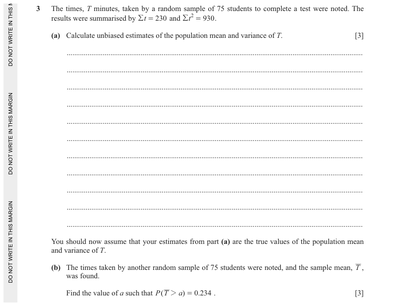 DO NOT WRITE IN THIS M
DO NOT WRITE IN THIS MARGIN
DO NOT WRITE IN THIS MARGIN
3 The times, T minutes, taken by a random sample of 75 students to complete a test were noted. The
results were summarised by Σt = 230 and Σt² = 930.
(a) Calculate unbiased estimates of the population mean and variance of T. [3]
You should now assume that your estimates from part (a) are the true values of the population mean
and variance of T.
(b) The times taken by another random sample of 75 students were noted, and the sample mean, T̅ ,
was found.
Find the value of a such that P(T̅ > a) = 0.234 . [3]